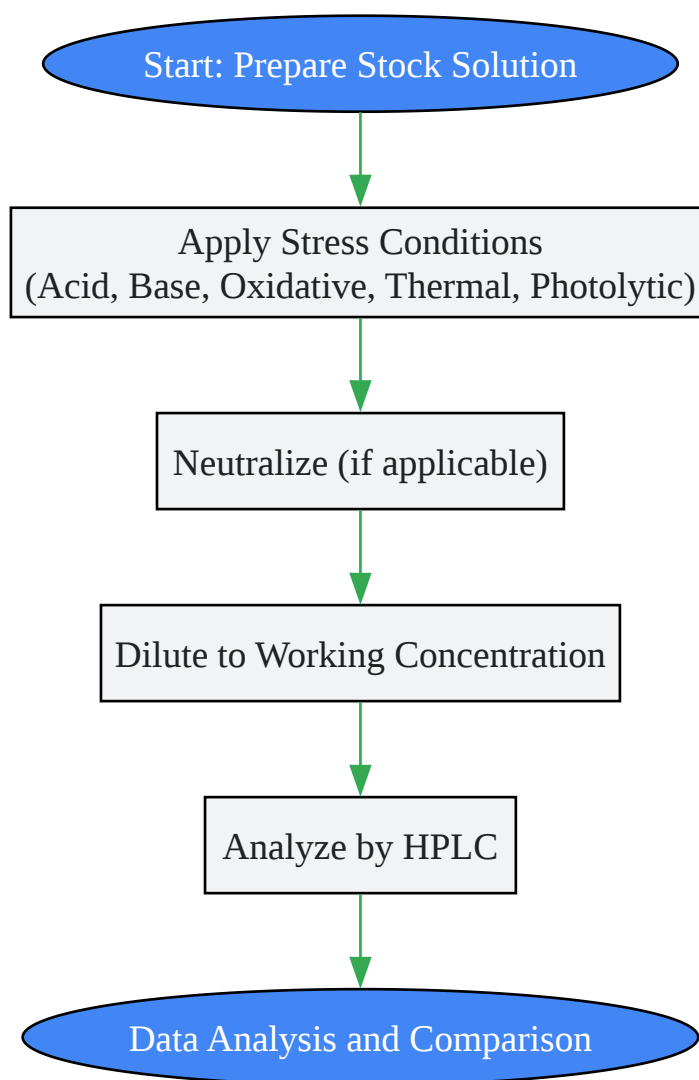 Start: Prepare Stock Solution
Apply Stress Conditions
(Acid, Base, Oxidative, Thermal, Photolytic)
Neutralize (if applicable)
Dilute to Working Concentration
Analyze by HPLC
Data Analysis and Comparison